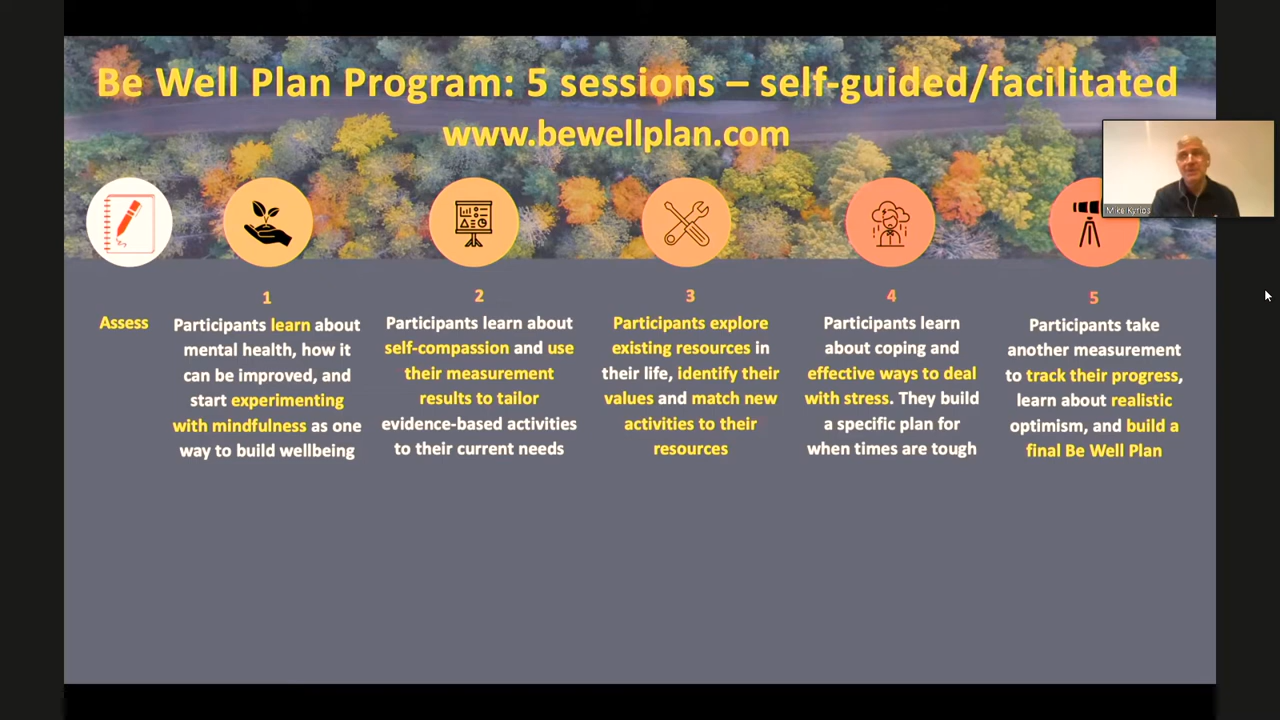 Be Well Plan Program: 5 sessions – self-guided/facilitated
www.bewellplan.com
Assess
1
Participants learn about
mental health, how it
can be improved, and
start experimenting
with mindfulness as one
way to build wellbeing
2
Participants learn about
self-compassion and use
their measurement
results to tailor
evidence-based activities
to their current needs
3
Participants explore
existing resources in
their life, identify their
values and match new
activities to their
resources
4
Participants learn
about coping and
effective ways to deal
with stress. They build
a specific plan for
when times are tough
5
Participants take
another measurement
to track their progress,
learn about realistic
optimism, and build a
final Be Well Plan
Mike Kyrios